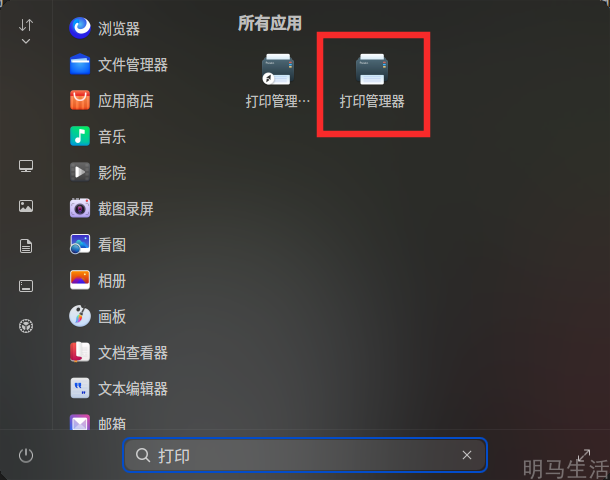 所有应用
浏览器
文件管理器
应用商店
音乐
影院
截图录屏
看图
相册
画板
文档查看器
文本编辑器
邮箱
打印管理…
打印管理器
打印
明马生活